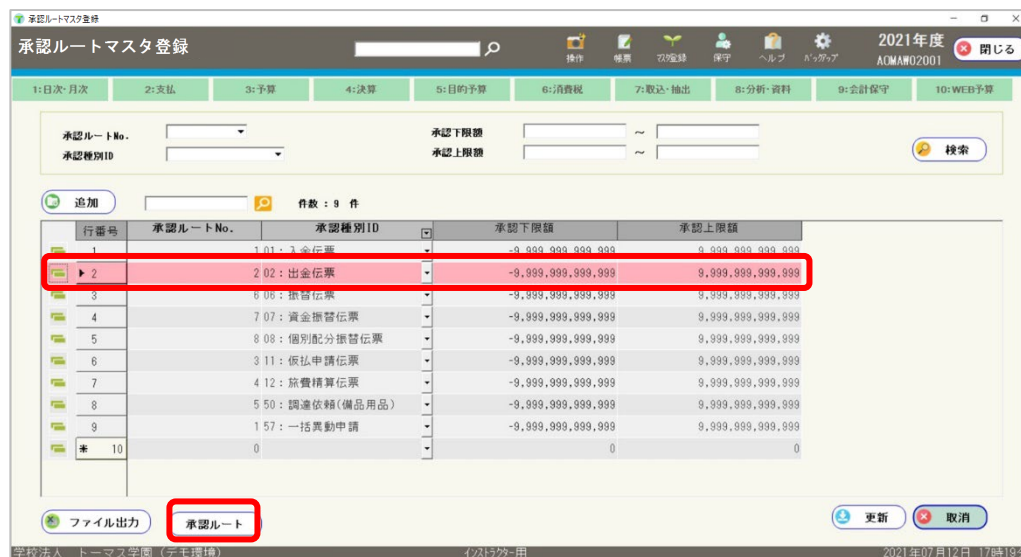 承認ルートマスタ登録
承認ルートマスタ登録
操作 帳票 マスタ登録 保守 ヘルプ バックアップ
2021年度
AOMAW02001
閉じる
1:日次・月次 2:支払 3:予算 4:決算 5:目的予算 6:消費税 7:取込・抽出 8:分析・資料 9:会計保守 10:WEB予算
承認ルートNo. 承認下限額 ～
承認種別ID 承認上限額 ～
検索
追加 件数 : 9 件
行番号 承認ルートNo. 承認種別ID 承認下限額 承認上限額
1 1 01 : 入金伝票 -9,999,999,999,999 9,999,999,999,999
2 2 02 : 出金伝票 -9,999,999,999,999 9,999,999,999,999
3 6 06 : 振替伝票 -9,999,999,999,999 9,999,999,999,999
4 7 07 : 資金振替伝票 -9,999,999,999,999 9,999,999,999,999
5 8 08 : 個別配分振替伝票 -9,999,999,999,999 9,999,999,999,999
6 3 11 : 仮払申請伝票 -9,999,999,999,999 9,999,999,999,999
7 4 12 : 旅費精算伝票 -9,999,999,999,999 9,999,999,999,999
8 5 50 : 調達依頼(備品用品) -9,999,999,999,999 9,999,999,999,999
9 1 57 : 一括異動申請 -9,999,999,999,999 9,999,999,999,999
* 10 0 0 0
ファイル出力 承認ルート 更新 取消
学校法人 トーマス学園（デモ環境） インストラクター用 2021年07月12日 17時19